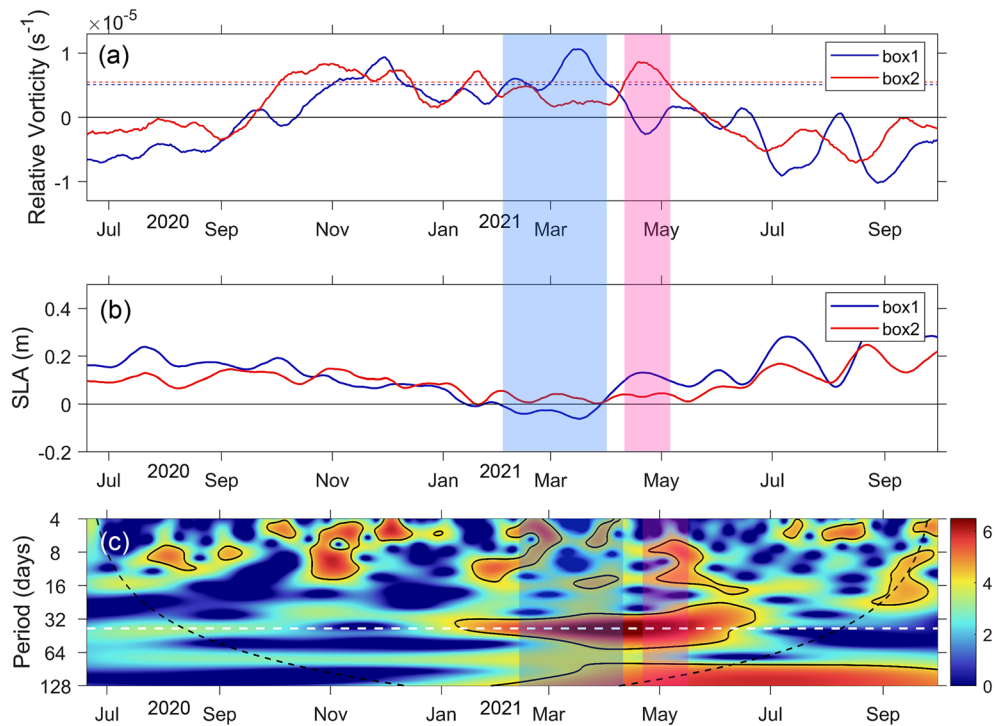 ×10⁻⁵
(a)
Relative Vorticity (s⁻¹)
1
0
-1
box1
box2
Jul 2020 Sep Nov Jan 2021 Mar May Jul Sep
(b)
SLA (m)
0.4
0.2
0
-0.2
box1
box2
Jul 2020 Sep Nov Jan 2021 Mar May Jul Sep
(c)
Period (days)
4
8
16
32
64
128
6
4
2
0
Jul 2020 Sep Nov Jan 2021 Mar May Jul Sep